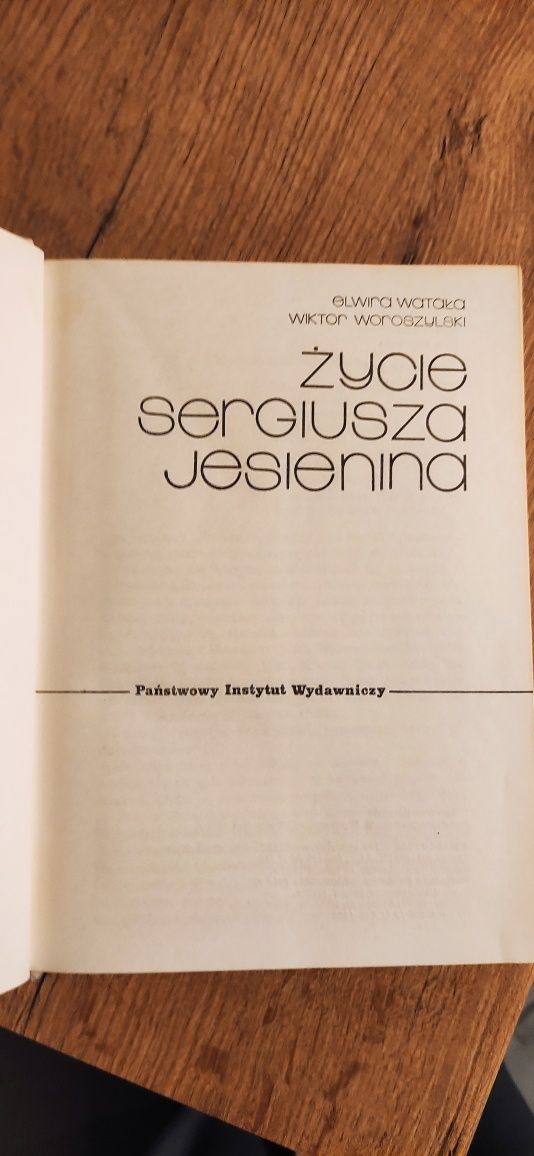 elwira watała
wiktor woroszylski
życie
sergiusza
jesienina
Państwowy Instytut Wydawniczy